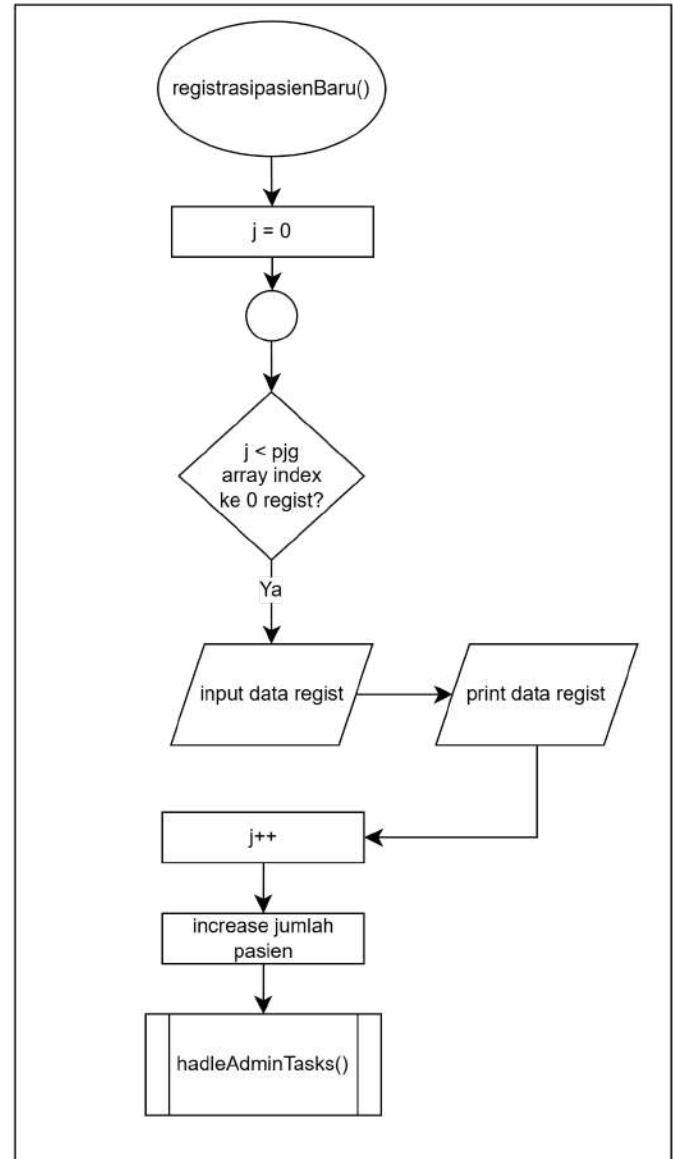 registrasipasienBaru()
j = 0
j < pjg
array index
ke 0 regist?
Ya
input data regist
print data regist
j++
increase jumlah
pasien
hadleAdminTasks()